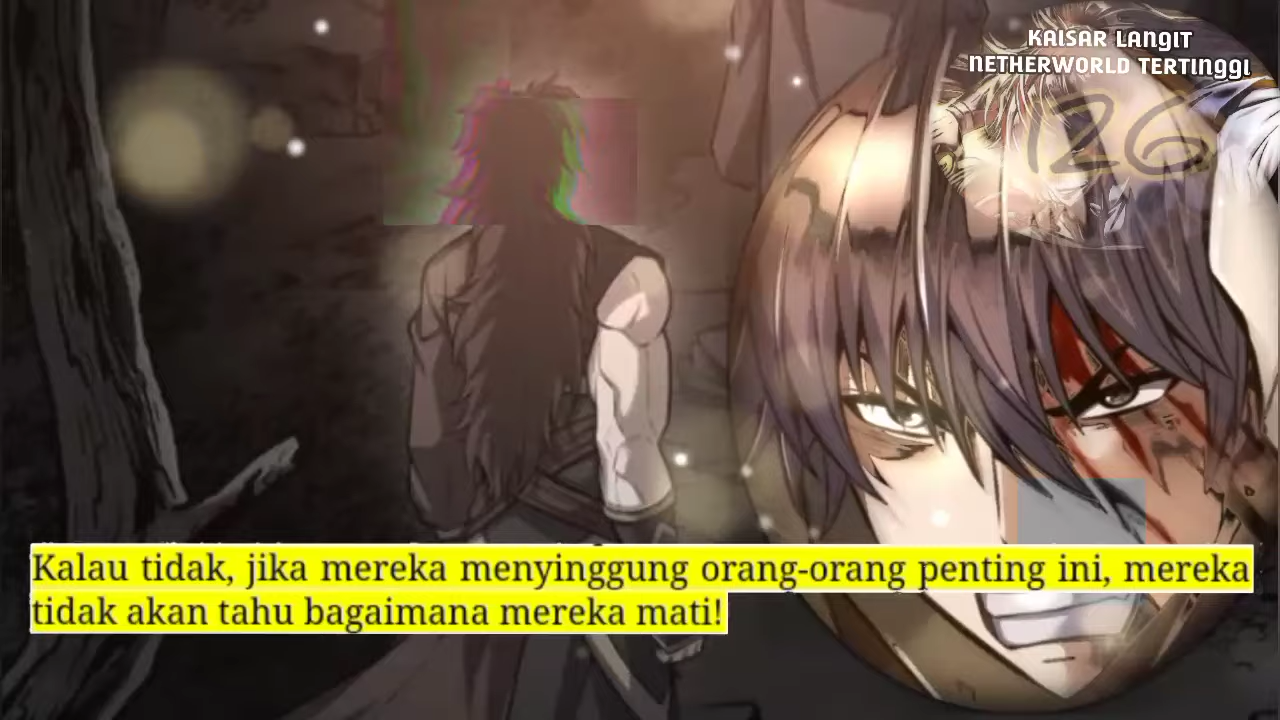 KAISAR LANGIT
NETHERWORLD TERTINGGI
126
Kalau tidak, jika mereka menyinggung orang-orang penting ini, mereka
tidak akan tahu bagaimana mereka mati!